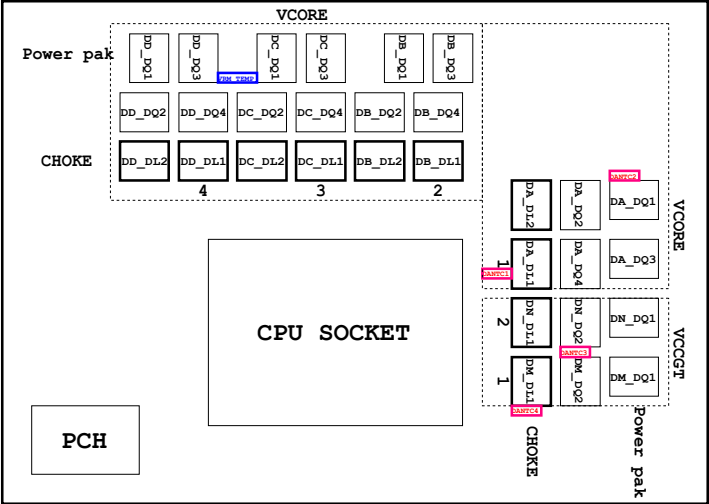 VCORE
Power pak
DD_DQ1
DD_DQ3
VRM_TEMP
DC_DQ1
DC_DQ3
DB_DQ1
DB_DQ3
DD_DQ2
DD_DQ4
DC_DQ2
DC_DQ4
DB_DQ2
DB_DQ4
CHOKE
DD_DL2
DD_DL1
DC_DL2
DC_DL1
DB_DL2
DB_DL1
4
3
2
DANTC2
DA_DL2
DA_DQ2
DA_DQ1
VCORE
1
DANTC1
DA_DL1
DA_DQ4
DA_DQ3
CPU SOCKET
2
DN_DL1
DN_DQ2
DN_DQ1
VCCGT
DANTC3
1
DM_DL1
DM_DQ2
DM_DQ1
DANTC4
CHOKE
Power pak
PCH